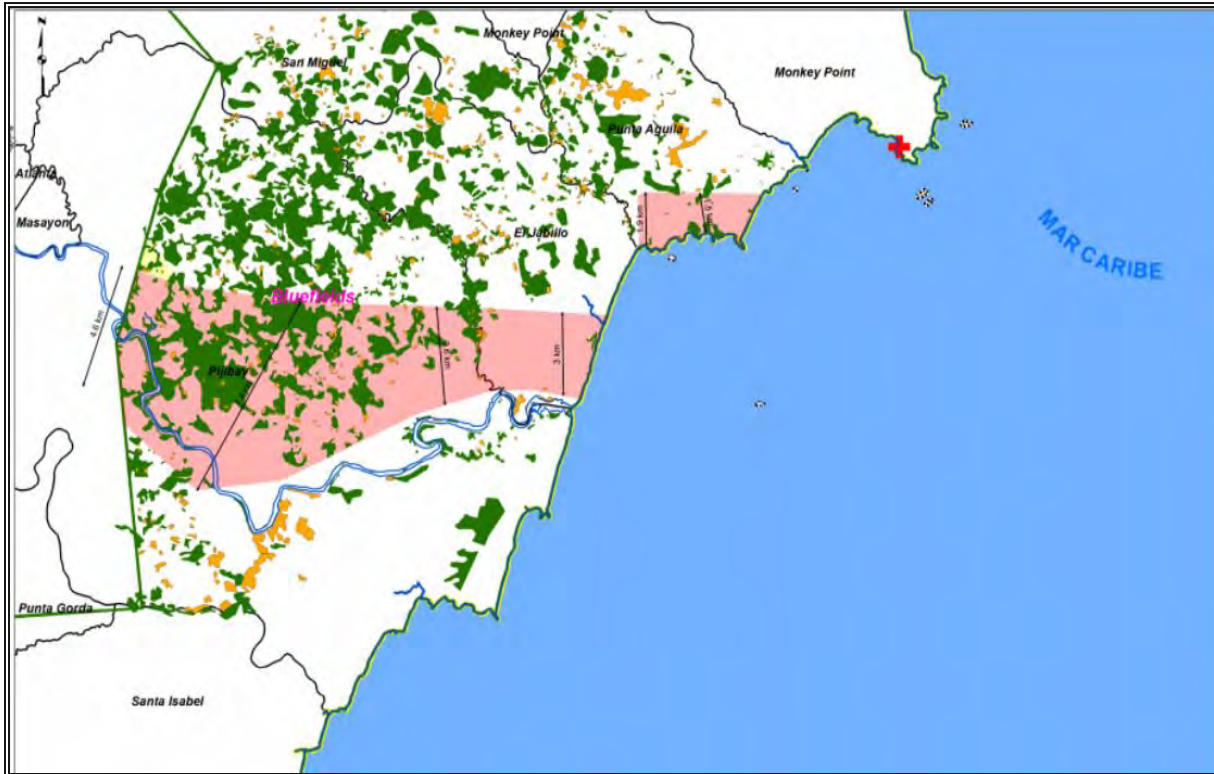 N
Monkey Point
San Miguel
Monkey Point
Punta Aguila
Atlanta
Masayon
1.9 km
El Jabillo
MAR CARIBE
Bluefields
4.6 km
3 km
Pijibay
Punta Gorda
Santa Isabel